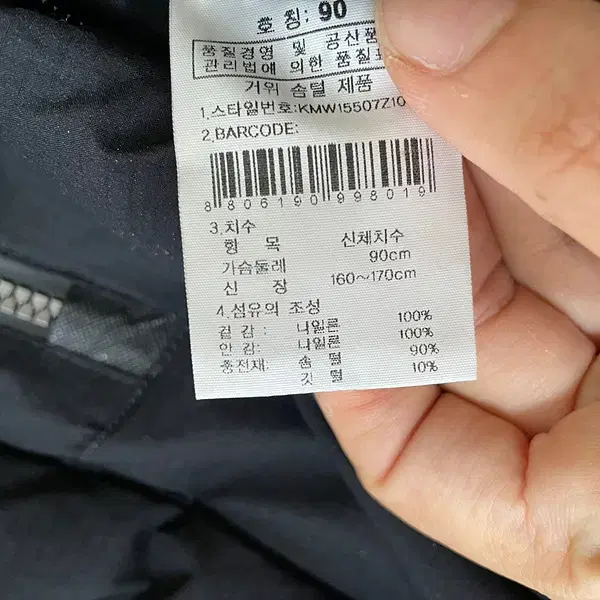 호 칭: 90
품질경영 및 공산품
관리법에 의한 품질표
거위 솜털 제품
1.스타일번호:KMW15507Z10
2.BARCODE:
8 806190 998019
3.치수
항 목 신체치수
가슴둘레 90cm
신 장 160~170cm
4.섬유의 조성
겉감: 나일론 100%
안감: 나일론 100%
충전재: 솜털 90%
깃털 10%